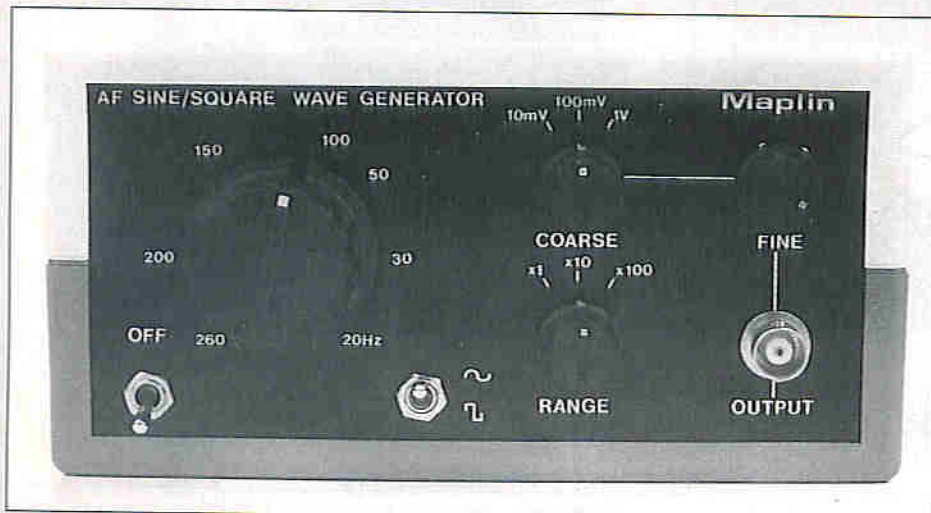 AF SINE/SQUARE WAVE GENERATOR
Maplin
10mV 100mV 1V
150 100 50
200 30
260 20Hz
COARSE FINE
x1 x10 x100
OFF
RANGE OUTPUT